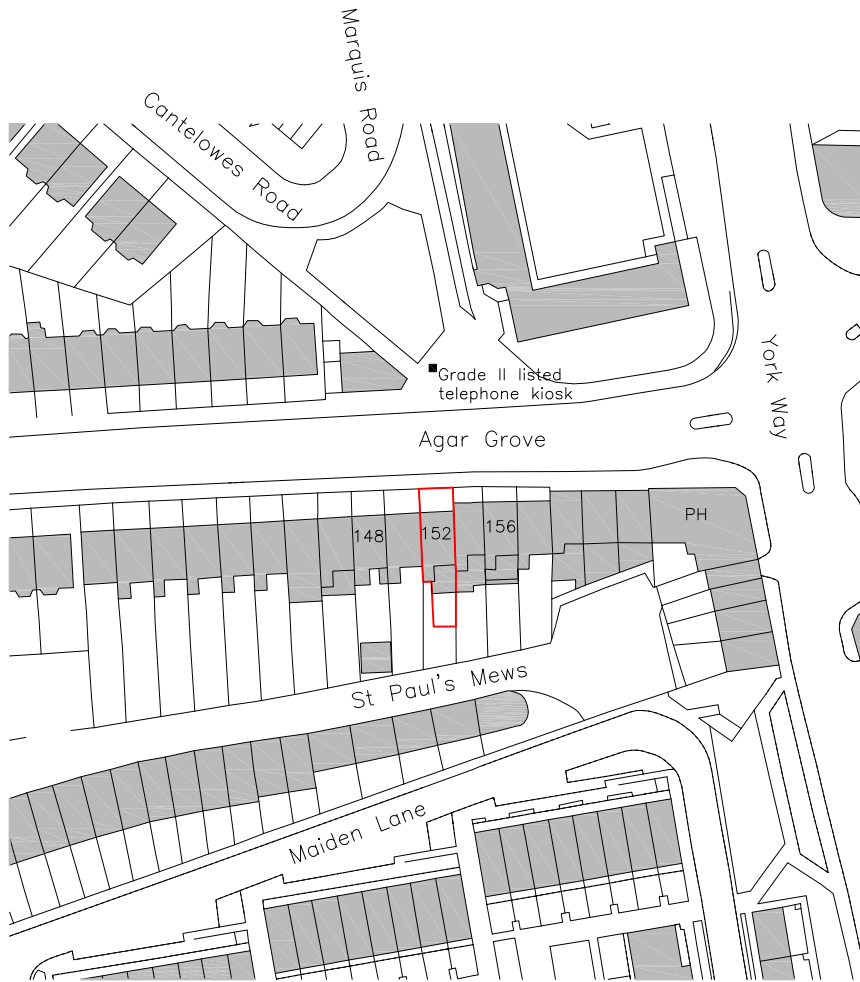 Marquis Road
Cantelowes Road
York Way
Grade II listed
telephone kiosk
Agar Grove
148
152
156
PH
St Paul's Mews
Maiden Lane